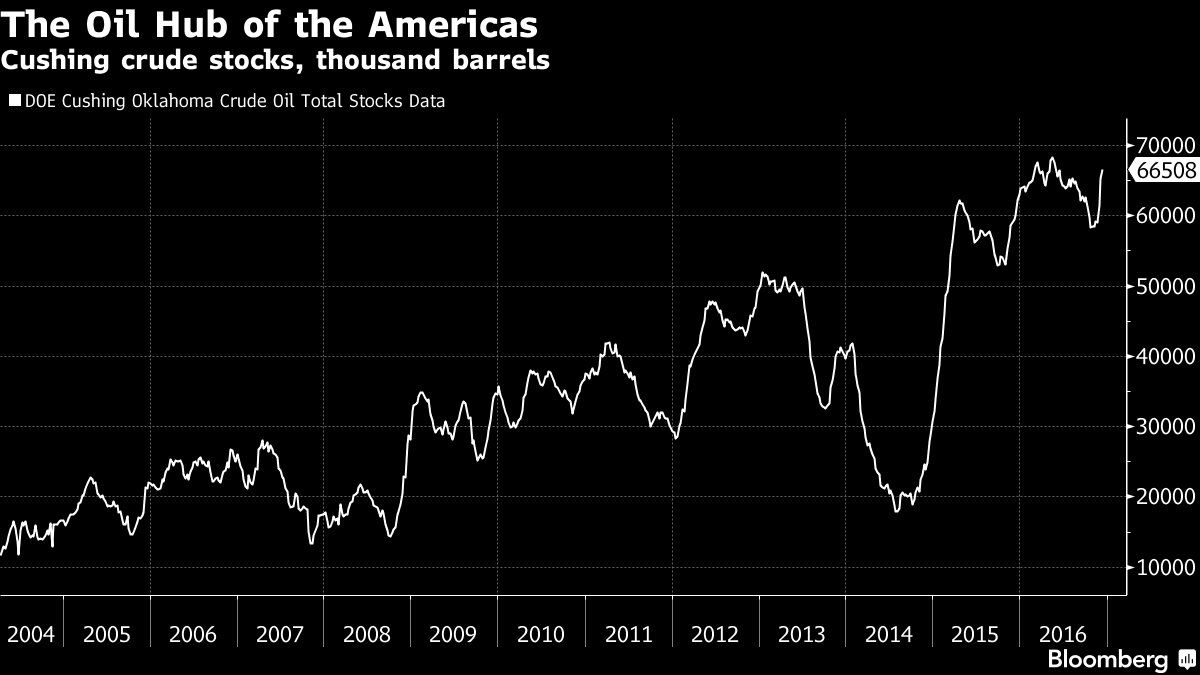 The Oil Hub of the Americas
Cushing crude stocks, thousand barrels
DOE Cushing Oklahoma Crude Oil Total Stocks Data
70000
66508
60000
50000
40000
30000
20000
10000
2004 2005 2006 2007 2008 2009 2010 2011 2012 2013 2014 2015 2016
Bloomberg